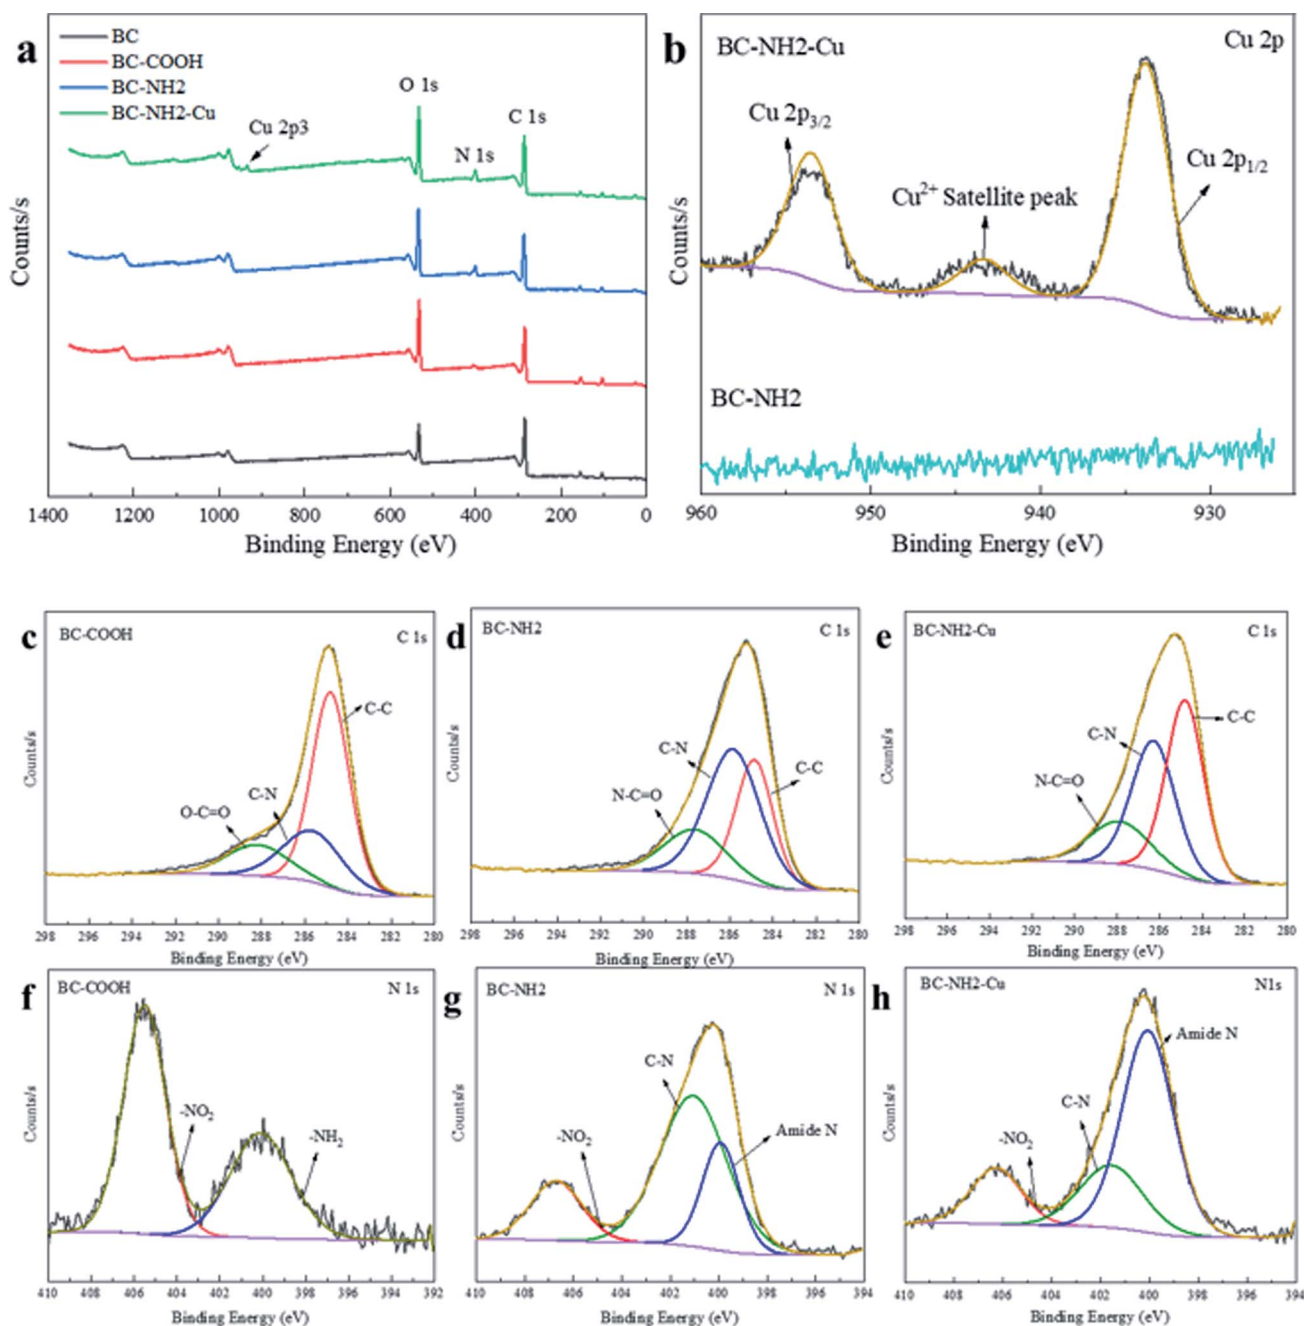 a
BC
BC-COOH
BC-NH2
BC-NH2-Cu
Cu 2p3
O 1s
N 1s
C 1s
Counts/s
1400 1200 1000 800 600 400 200 0
Binding Energy (eV)
b
BC-NH2-Cu
Cu 2p
Cu 2p3/2
Cu2+ Satellite peak
Cu 2p1/2
BC-NH2
Counts/s
960 950 940 930
Binding Energy (eV)
c
BC-COOH
C 1s
C-C
C-N
O-C=O
Counts/s
298 296 294 292 290 288 286 284 282 280
Binding Energy (eV)
d
BC-NH2
C 1s
C-N
N-C=O
C-C
Counts/s
298 296 294 292 290 288 286 284 282 280
Binding Energy (eV)
e
BC-NH2-Cu
C 1s
C-C
C-N
N-C=O
Counts/s
298 296 294 292 290 288 286 284 282 280
Binding Energy (eV)
f
BC-COOH
N 1s
-NO2
-NH2
Counts/s
410 408 406 404 402 400 398 396 394 392
Binding Energy (eV)
g
BC-NH2
N 1s
C-N
-NO2
Amide N
Counts/s
410 408 406 404 402 400 398 396 394
Binding Energy (eV)
h
BC-NH2-Cu
N1s
Amide N
C-N
-NO2
Counts/s
410 408 406 404 402 400 398 396 394
Binding Energy (eV)